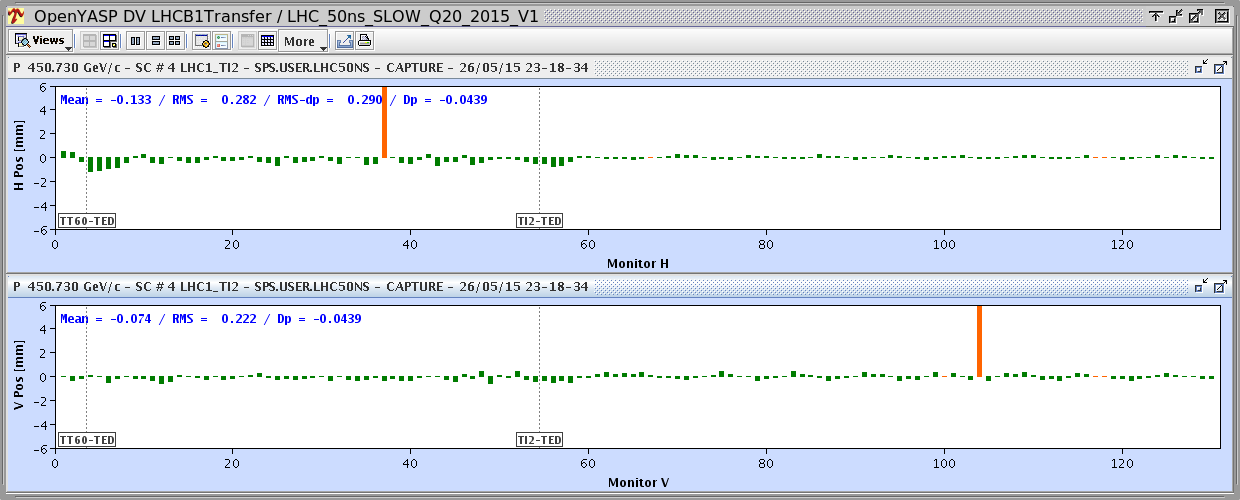 OpenYASP DV LHCB1Transfer / LHC_50ns_SLOW_Q20_2015_V1
Views More
P 450.730 GeV/c - SC # 4 LHC1_TI2 - SPS.USER.LHC50NS - CAPTURE - 26/05/15 23-18-34
Mean = -0.133 / RMS = 0.282 / RMS-dp = 0.290 / Dp = -0.0439
H Pos [mm]
6
4
2
0
-2
-4
-6
TT60-TED TI2-TED
0 20 40 60 80 100 120
Monitor H
P 450.730 GeV/c - SC # 4 LHC1_TI2 - SPS.USER.LHC50NS - CAPTURE - 26/05/15 23-18-34
Mean = -0.074 / RMS = 0.222 / Dp = -0.0439
V Pos [mm]
6
4
2
0
-2
-4
-6
TT60-TED TI2-TED
0 20 40 60 80 100 120
Monitor V